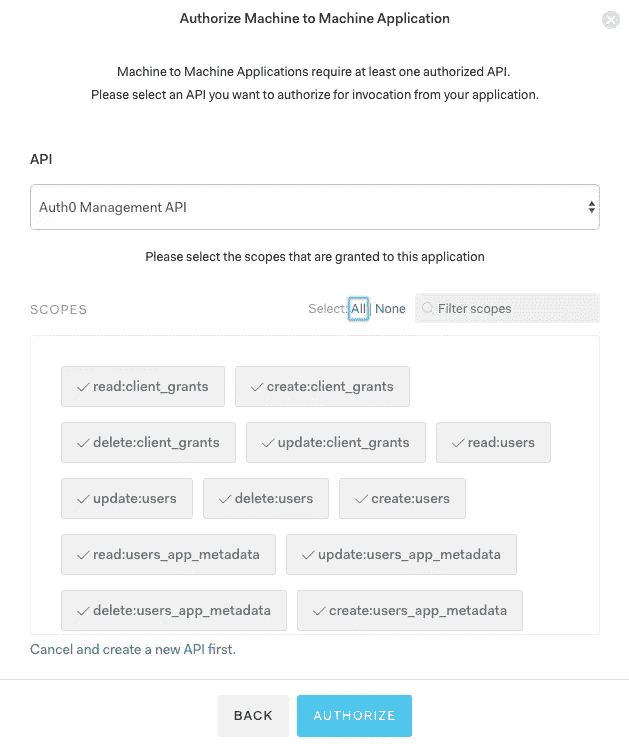 Authorize Machine to Machine Application
Machine to Machine Applications require at least one authorized API.
Please select an API you want to authorize for invocation from your application.
API
Auth0 Management API
Please select the scopes that are granted to this application
SCOPES Select: All | None Filter scopes
read:client_grants create:client_grants
delete:client_grants update:client_grants read:users
update:users delete:users create:users
read:users_app_metadata update:users_app_metadata
delete:users_app_metadata create:users_app_metadata
Cancel and create a new API first.
BACK AUTHORIZE